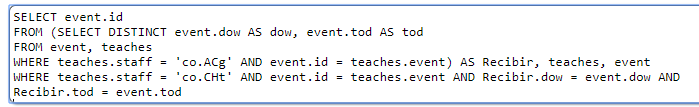 SELECT event.id
FROM (SELECT DISTINCT event.dow AS dow, event.tod AS tod
FROM event, teaches
WHERE teaches.staff = 'co.ACg' AND event.id = teaches.event) AS Recibir, teaches, event
WHERE teaches.staff = 'co.CHt' AND event.id = teaches.event AND Recibir.dow = event.dow AND
Recibir.tod = event.tod